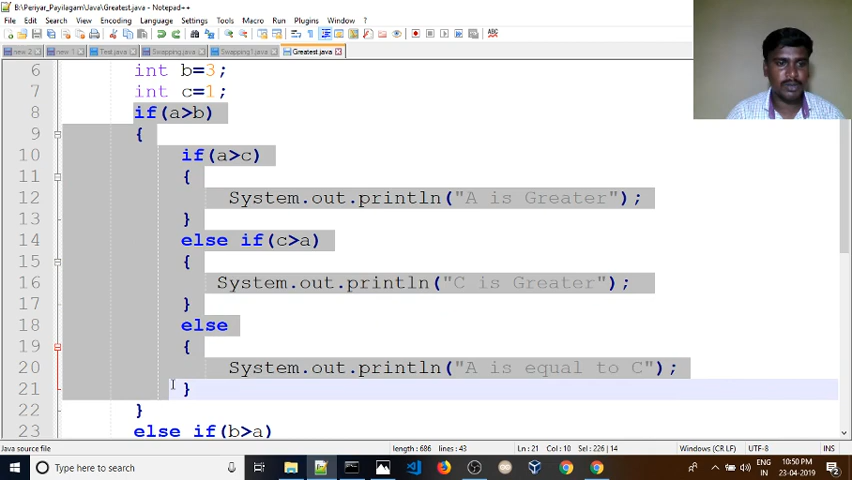 B:\Periyar_Payilagam\Java\Greatest.java - Notepad++
File Edit Search View Encoding Language Settings Tools Macro Run Plugins Window ?
new 2 new 1 Test.java Swapping.java Swapping1.java Greatest.java
6 int b=3;
7 int c=1;
8 if(a>b)
9 {
10 if(a>c)
11 {
12 System.out.println("A is Greater");
13 }
14 else if(c>a)
15 {
16 System.out.println("C is Greater");
17 }
18 else
19 {
20 System.out.println("A is equal to C");
21 }
22 }
23 else if(b>a)
Java source file length : 686 lines : 43 Ln : 21 Col : 10 Sel : 226 | 14 Windows (CR LF) UTF-8 INS
Type here to search ENG IN 10:50 PM 23-04-2019